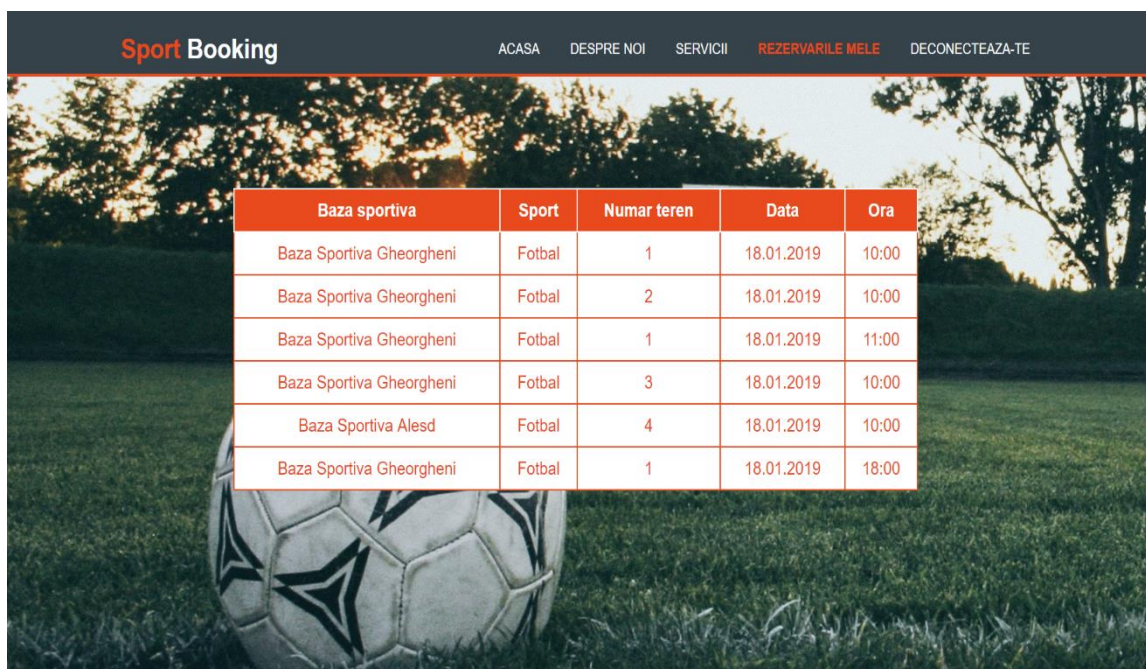 Sport Booking ACASA DESPRE NOI SERVICII REZERVARILE MELE DECONECTEAZA-TE
Baza sportiva Sport Numar teren Data Ora
Baza Sportiva Gheorgheni Fotbal 1 18.01.2019 10:00
Baza Sportiva Gheorgheni Fotbal 2 18.01.2019 10:00
Baza Sportiva Gheorgheni Fotbal 1 18.01.2019 11:00
Baza Sportiva Gheorgheni Fotbal 3 18.01.2019 10:00
Baza Sportiva Alesd Fotbal 4 18.01.2019 10:00
Baza Sportiva Gheorgheni Fotbal 1 18.01.2019 18:00